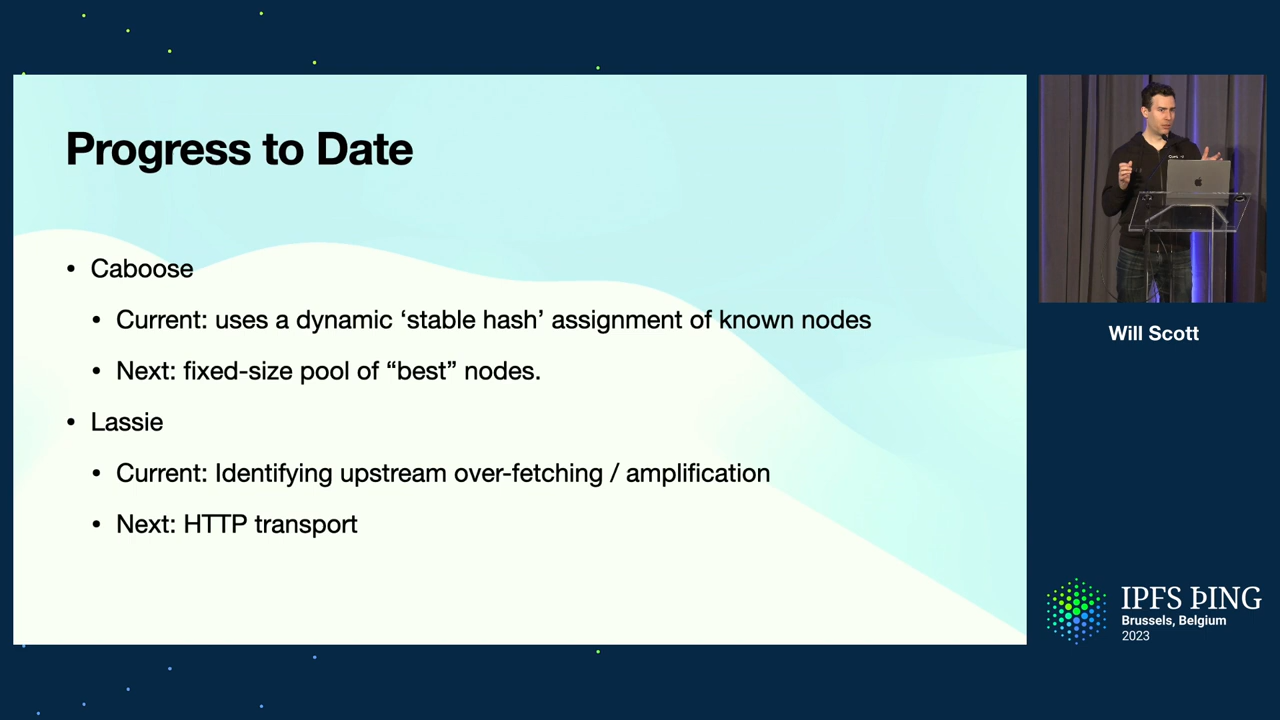 Progress to Date
• Caboose
• Current: uses a dynamic ‘stable hash’ assignment of known nodes
• Next: fixed-size pool of “best” nodes.
• Lassie
• Current: Identifying upstream over-fetching / amplification
• Next: HTTP transport
Will Scott
IPFS ÞING
Brussels, Belgium
2023